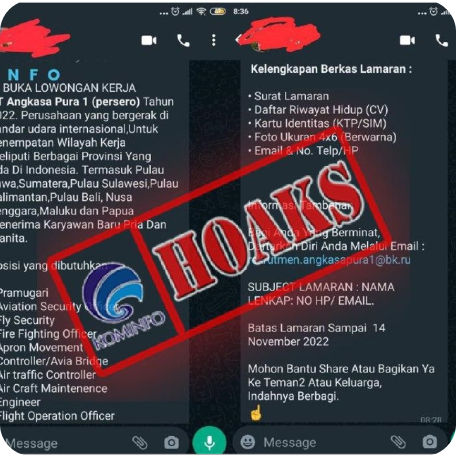 8:36
INFO
BUKA LOWONGAN KERJA
T Angkasa Pura 1 (persero) Tahun
022. Perusahaan yang bergerak di
andar udara internasional,Untuk
enempatan Wilayah Kerja
eliputi Berbagai Provinsi Yang
da Di Indonesia. Termasuk Pulau
awa,Sumatera,Pulau Sulawesi,Pulau
alimantan,Pulau Bali, Nusa
enggara,Maluku dan Papua
enerima Karyawan Baru Pria Dan
anita.
osisi yang dibutuhkan
Pramugari
Aviation Security
Fly Security
Fire Fighting Officer
Apron Movement
Controller/Avia Bridge
Air traffic Controller
Air Craft Maintenence
Engineer
Flight Operation Officer
Message
Kelengkapan Berkas Lamaran :
• Surat Lamaran
• Daftar Riwayat Hidup (CV)
• Kartu Identitas (KTP/SIM)
• Foto Ukuran 4x6 (Berwarna)
• Email & No. Telp/HP
Informasi Tambahan
Bagi Anda Yang Berminat,
Daftarkan Diri Anda Melalui Email :
rutmen.angkasapura1@bk.ru
SUBJECT LAMARAN : NAMA
LENKAP: NO HP/ EMAIL.
Batas Lamaran Sampai 14
November 2022
Mohon Bantu Share Atau Bagikan Ya
Ke Teman2 Atau Keluarga,
Indahnya Berbagi.
08:28
Message
KOMINFO
HOAKS